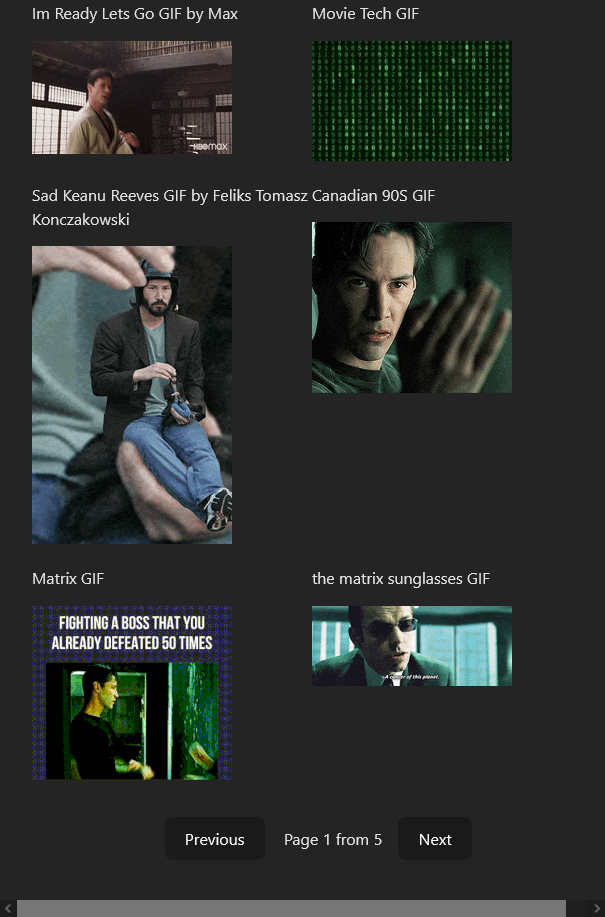 Im Ready Lets Go GIF by Max
Movie Tech GIF
HBOMAX
Sad Keanu Reeves GIF by Feliks Tomasz
Konczakowski
Canadian 90S GIF
Matrix GIF
the matrix sunglasses GIF
FIGHTING A BOSS THAT YOU
ALREADY DEFEATED 50 TIMES
-A cancer of this planet.
Previous
Page 1 from 5
Next